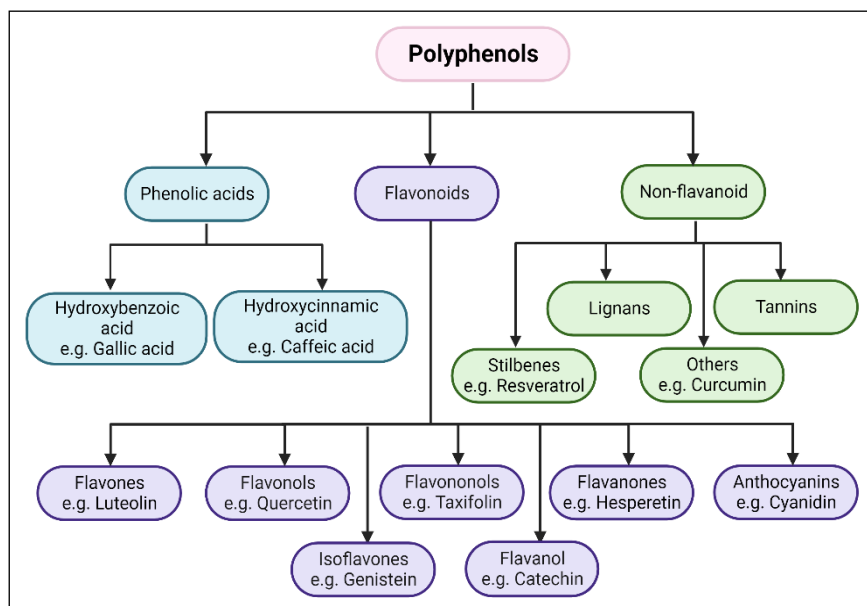 Polyphenols
Phenolic acids
Flavonoids
Non-flavanoid
Hydroxybenzoic
acid
e.g. Gallic acid
Hydroxycinnamic
acid
e.g. Caffeic acid
Lignans
Tannins
Stilbenes
e.g. Resveratrol
Others
e.g. Curcumin
Flavones
e.g. Luteolin
Flavonols
e.g. Quercetin
Flavononols
e.g. Taxifolin
Flavanones
e.g. Hesperetin
Anthocyanins
e.g. Cyanidin
Isoflavones
e.g. Genistein
Flavanol
e.g. Catechin